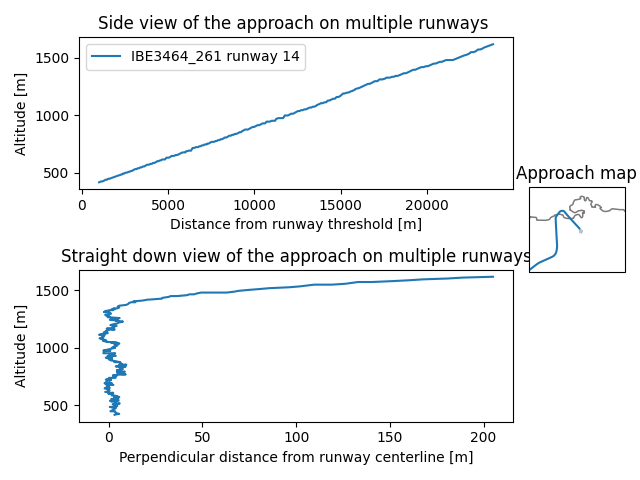 Side view of the approach on multiple runways
1500
1000
500
Altitude [m]
IBE3464_261 runway 14
0
5000
10000
15000
20000
Distance from runway threshold [m]
Approach map
Straight down view of the approach on multiple runways
1500
1000
500
Altitude [m]
0
50
100
150
200
Perpendicular distance from runway centerline [m]